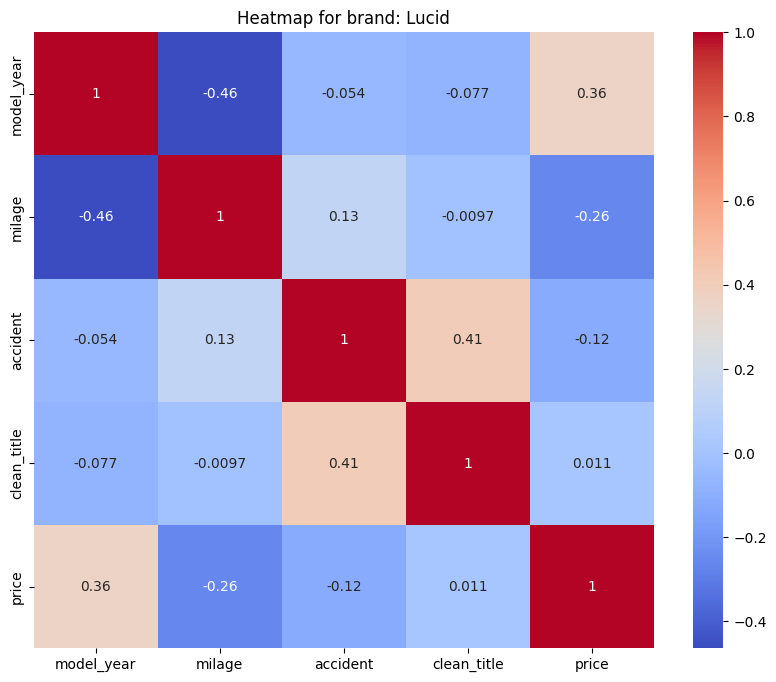 Heatmap for brand: Lucid
model_year 1 -0.46 -0.054 -0.077 0.36
milage -0.46 1 0.13 -0.0097 -0.26
accident -0.054 0.13 1 0.41 -0.12
clean_title -0.077 -0.0097 0.41 1 0.011
price 0.36 -0.26 -0.12 0.011 1
model_year milage accident clean_title price
1.0
0.8
0.6
0.4
0.2
0.0
−0.2
−0.4